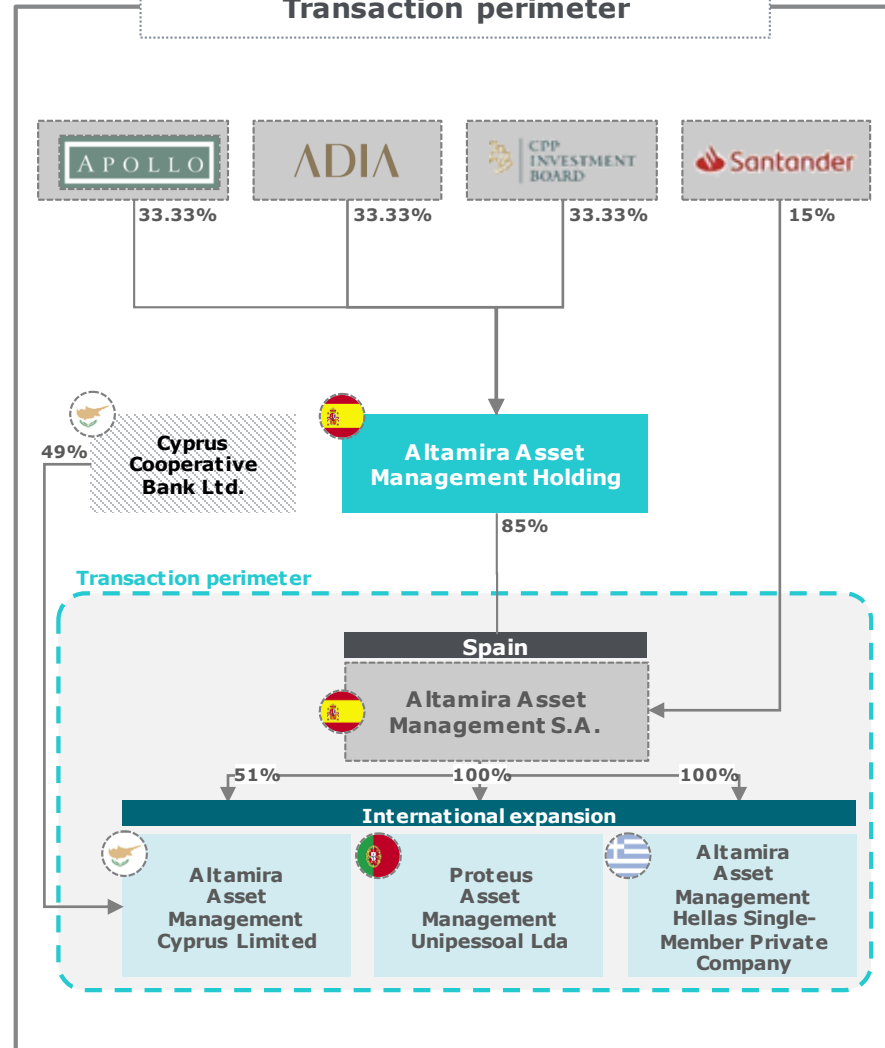 Transaction perimeter
APOLLO
ADIA
CPP
INVESTMENT
BOARD
Santander
33.33%
33.33%
33.33%
15%
49%
Cyprus
Cooperative
Bank Ltd.
Altamira Asset
Management Holding
85%
Transaction perimeter
Spain
Altamira Asset
Management S.A.
51%
100%
100%
International expansion
Altamira
Asset
Management
Cyprus Limited
Proteus
Asset
Management
Unipessoal Lda
Altamira
Asset
Management
Hellas Single-
Member Private
Company